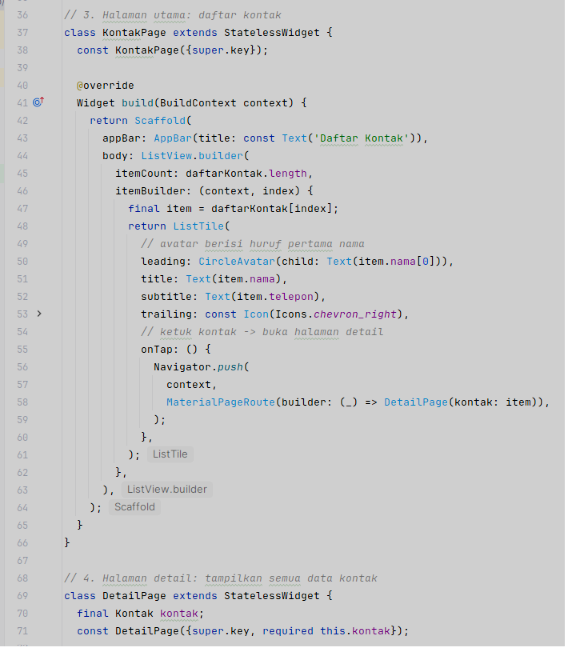 36 // 3. Halaman utama: daftar kontak
37 class KontakPage extends StatelessWidget {
38 const KontakPage({super.key});
39
40 @override
41 Widget build(BuildContext context) {
42 return Scaffold(
43 appBar: AppBar(title: const Text('Daftar Kontak')),
44 body: ListView.builder(
45 itemCount: daftarKontak.length,
46 itemBuilder: (context, index) {
47 final item = daftarKontak[index];
48 return ListTile(
49 // avatar berisi huruf pertama nama
50 leading: CircleAvatar(child: Text(item.nama[0])),
51 title: Text(item.nama),
52 subtitle: Text(item.telepon),
53 trailing: const Icon(Icons.chevron_right),
54 // ketuk kontak -> buka halaman detail
55 onTap: () {
56 Navigator.push(
57 context,
58 MaterialPageRoute(builder: (_) => DetailPage(kontak: item)),
59 );
60 },
61 ); ListTile
62 },
63 ), ListView.builder
64 ); Scaffold
65 }
66 }
67
68 // 4. Halaman detail: tampilkan semua data kontak
69 class DetailPage extends StatelessWidget {
70 final Kontak kontak;
71 const DetailPage({super.key, required this.kontak});